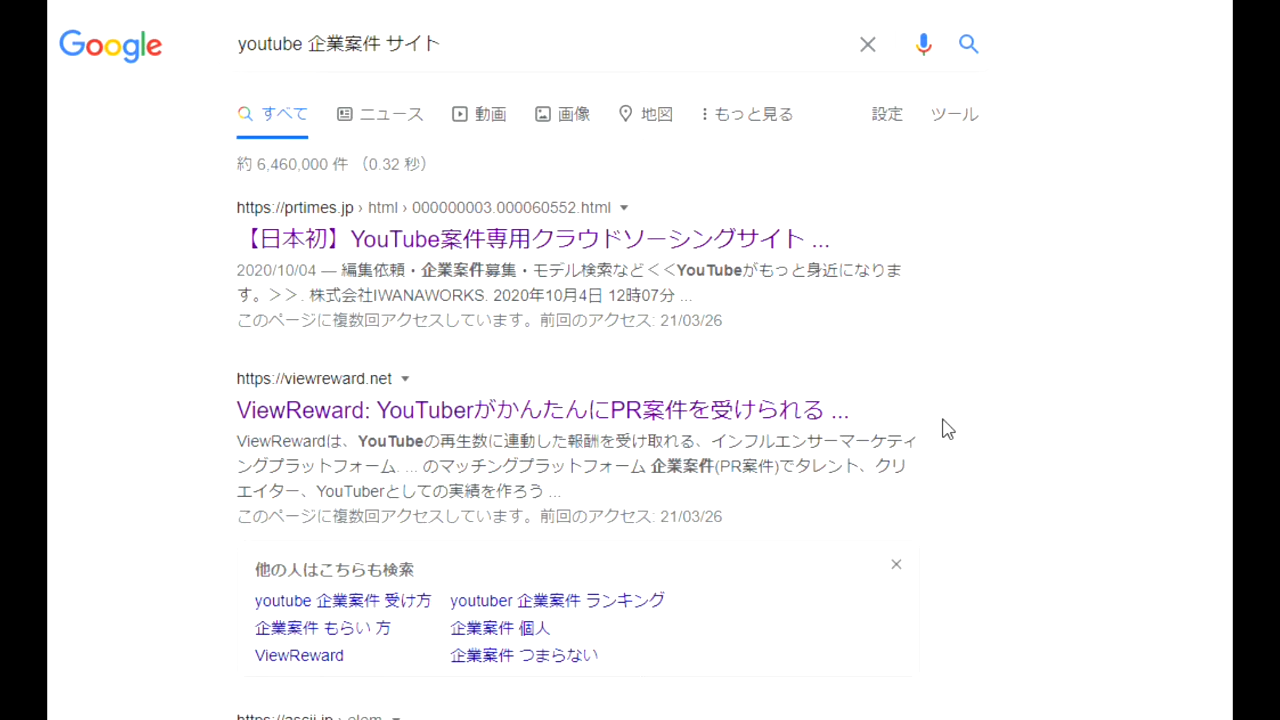 Google
youtube 企業案件 サイト
すべて ニュース 動画 画像 地図 もっと見る 設定 ツール
約 6,460,000 件 （0.32 秒）
https://prtimes.jp › html › 000000003.000060552.html
【日本初】YouTube案件専用クラウドソーシングサイト ...
2020/10/04 — 編集依頼・企業案件募集・モデル検索など＜＜YouTubeがもっと身近になりま
す。＞＞. 株式会社IWANAWORKS. 2020年10月4日 12時07分 ...
このページに複数回アクセスしています。前回のアクセス: 21/03/26
https://viewreward.net
ViewReward: YouTuberがかんたんにPR案件を受けられる ...
ViewRewardは、YouTubeの再生数に連動した報酬を受け取れる、インフルエンサーマーケティ
ングプラットフォーム. ... のマッチングプラットフォーム 企業案件(PR案件)でタレント、クリ
エイター、YouTuberとしての実績を作ろう ...
このページに複数回アクセスしています。前回のアクセス: 21/03/26
他の人はこちらも検索
youtube 企業案件 受け方 youtuber 企業案件 ランキング
企業案件 もらい 方 企業案件 個人
ViewReward 企業案件 つまらない
https://ascii.jp › elem